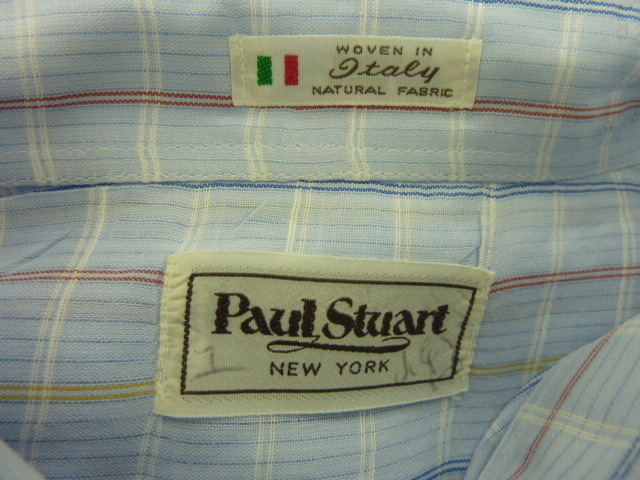 WOVEN IN
Italy
NATURAL FABRIC
Paul Stuart
NEW YORK